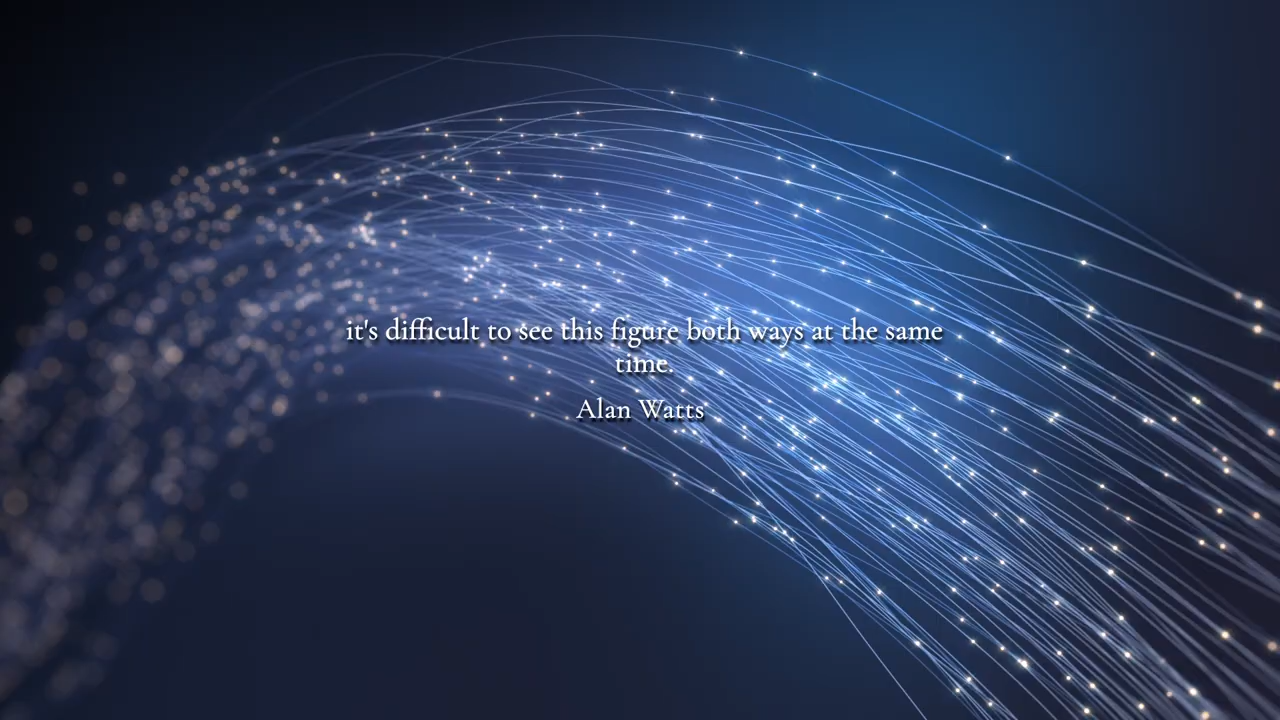 it's difficult to see this figure both ways at the same
time.
Alan Watts